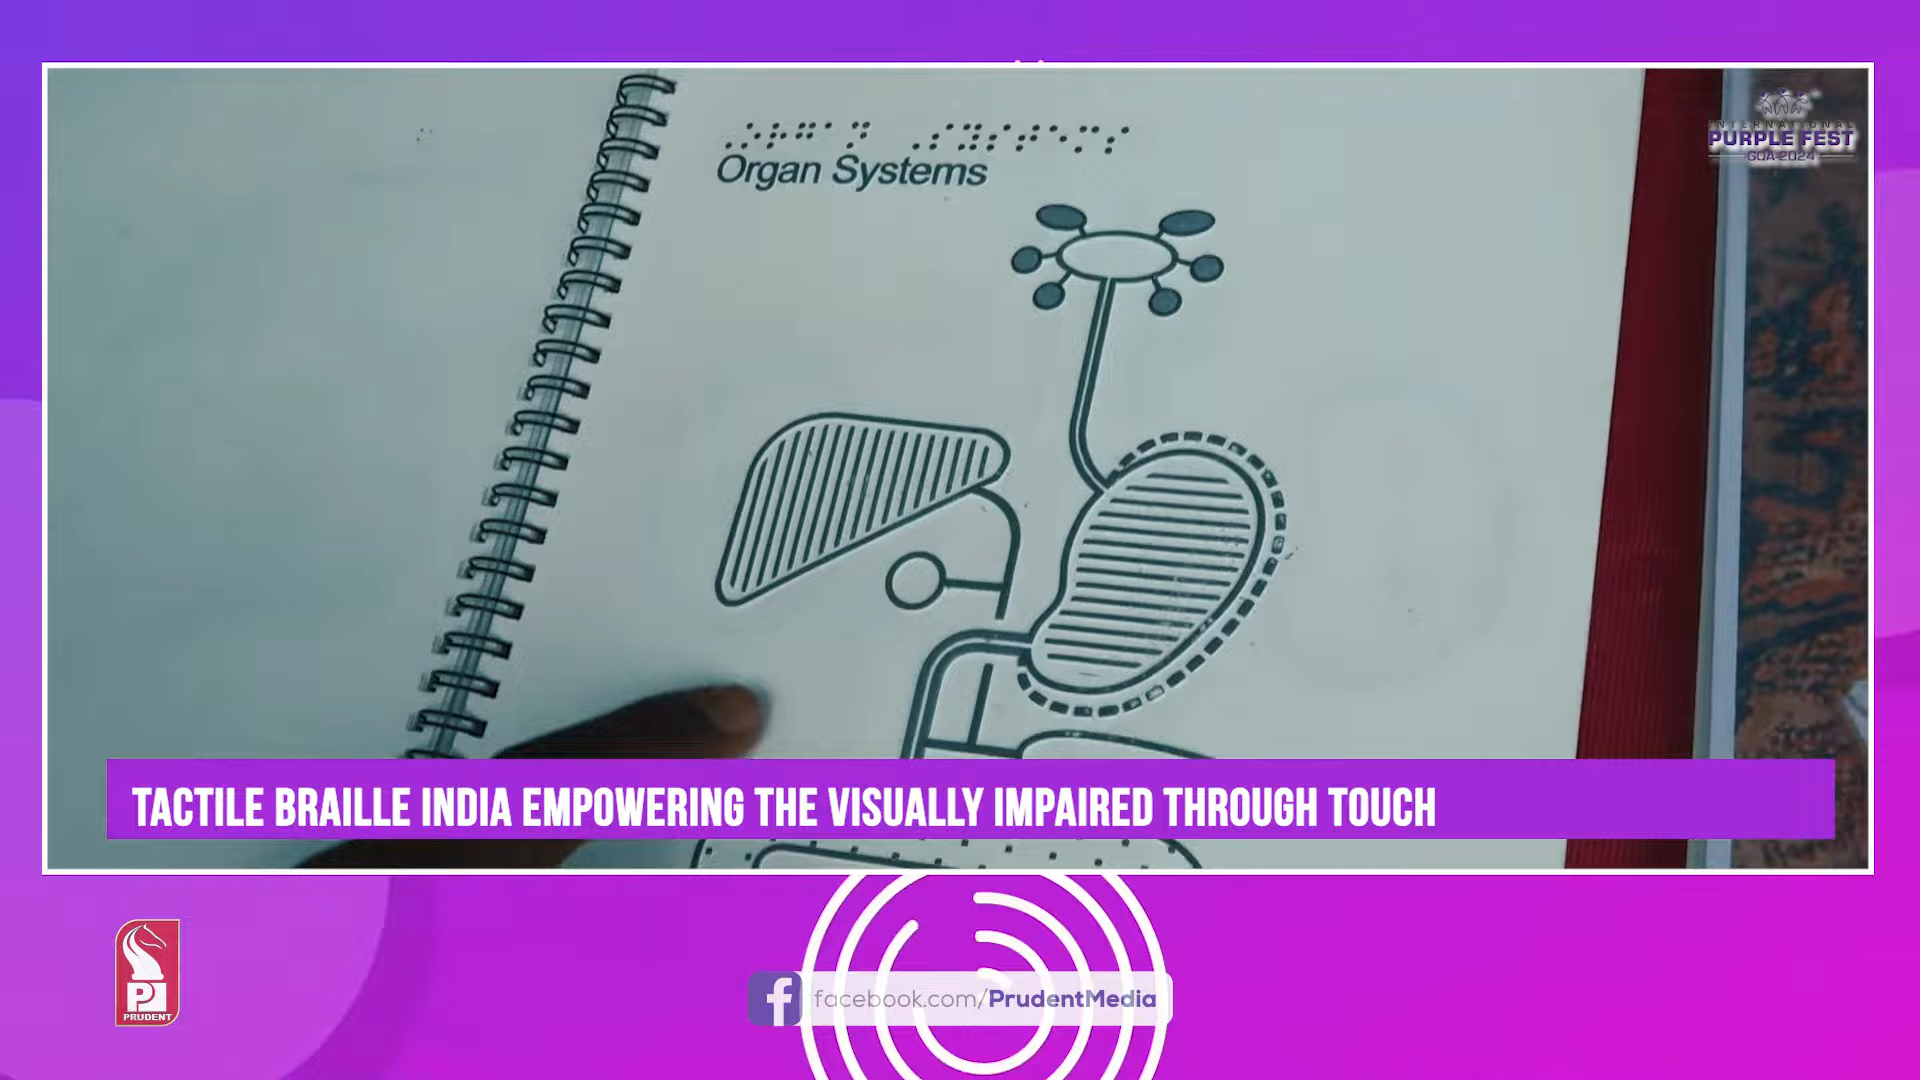 INTERNATIONAL
PURPLE FEST
GOA 2024
Organ Systems
TACTILE BRAILLE INDIA EMPOWERING THE VISUALLY IMPAIRED THROUGH TOUCH
P
PRUDENT
facebook.com/PrudentMedia